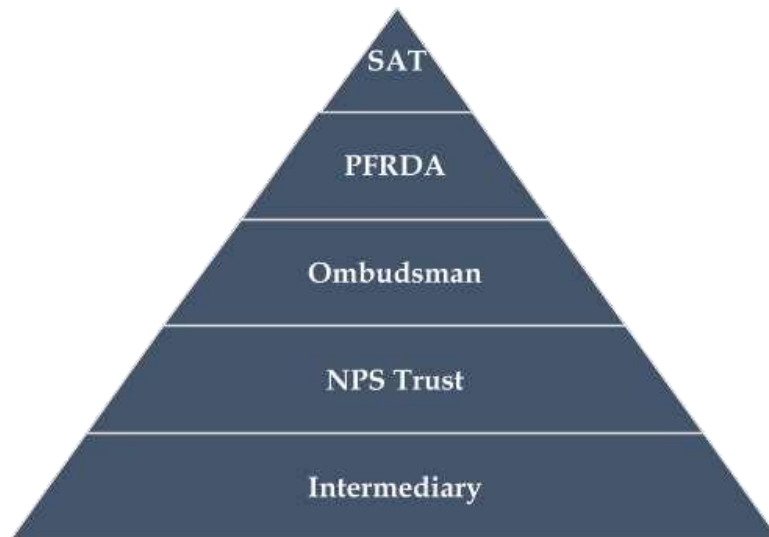 SAT
PFRDA
Ombudsman
NPS Trust
Intermediary